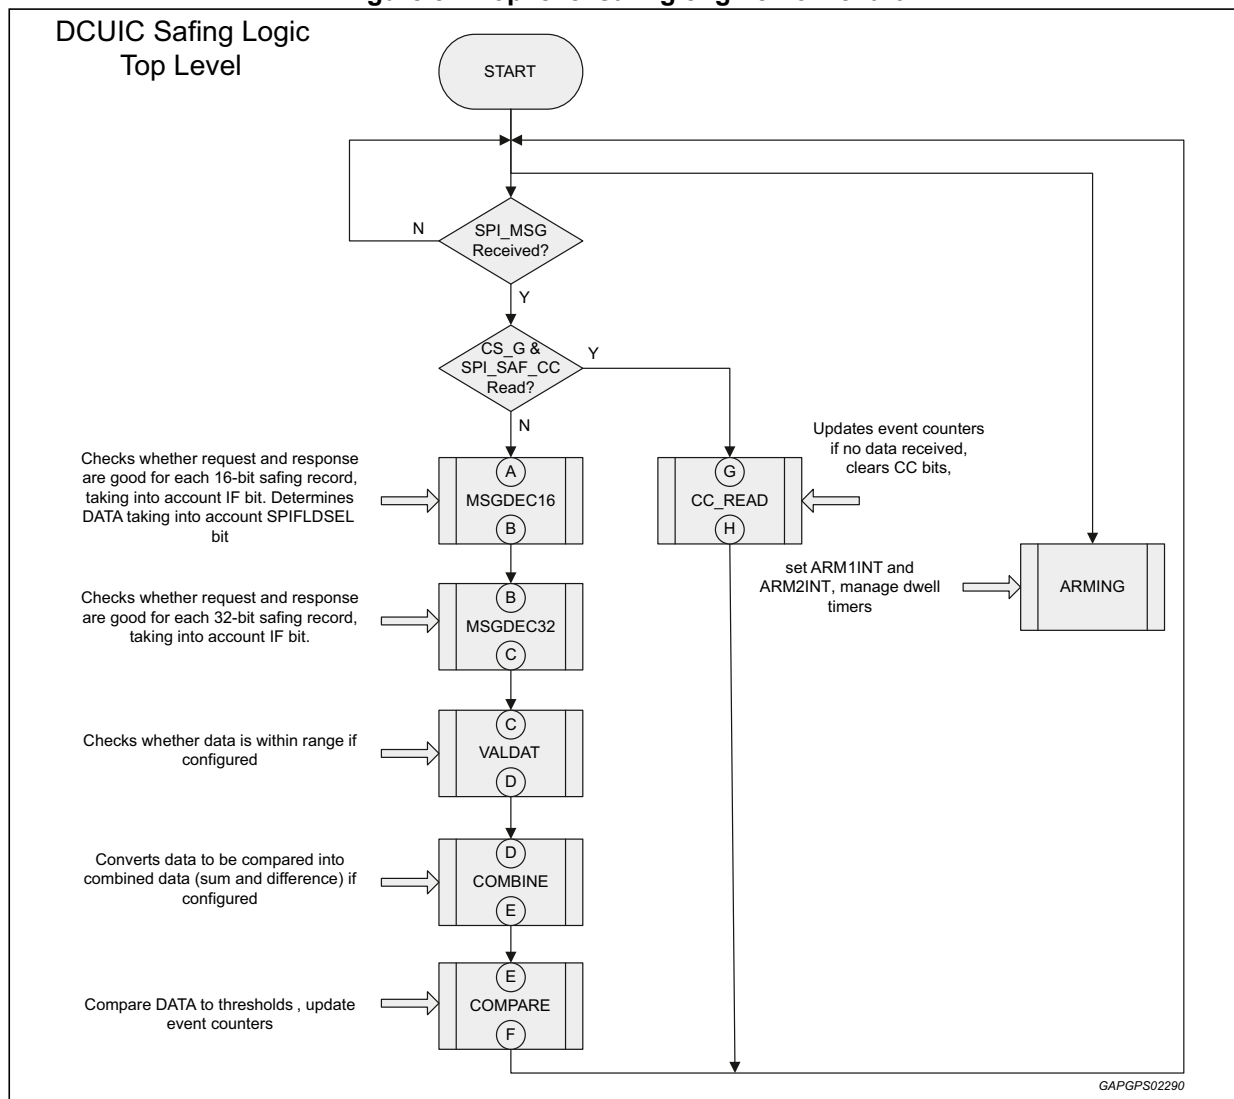 DCUIC Safing Logic
Top Level
START
N
SPI_MSG
Received?
Y
CS_G &
SPI_SAF_CC
Read?
Y
N
Checks whether request and response
are good for each 16-bit safing record,
taking into account IF bit. Determines
DATA taking into account SPIFLDSEL
bit
A
MSGDEC16
B
Updates event counters
if no data received,
clears CC bits,
G
CC_READ
H
set ARM1INT and
ARM2INT, manage dwell
timers
ARMING
Checks whether request and response
are good for each 32-bit safing record,
taking into account IF bit.
B
MSGDEC32
C
Checks whether data is within range if
configured
C
VALDAT
D
Converts data to be compared into
combined data (sum and difference) if
configured
D
COMBINE
E
Compare DATA to thresholds , update
event counters
E
COMPARE
F
GAPGPS02290